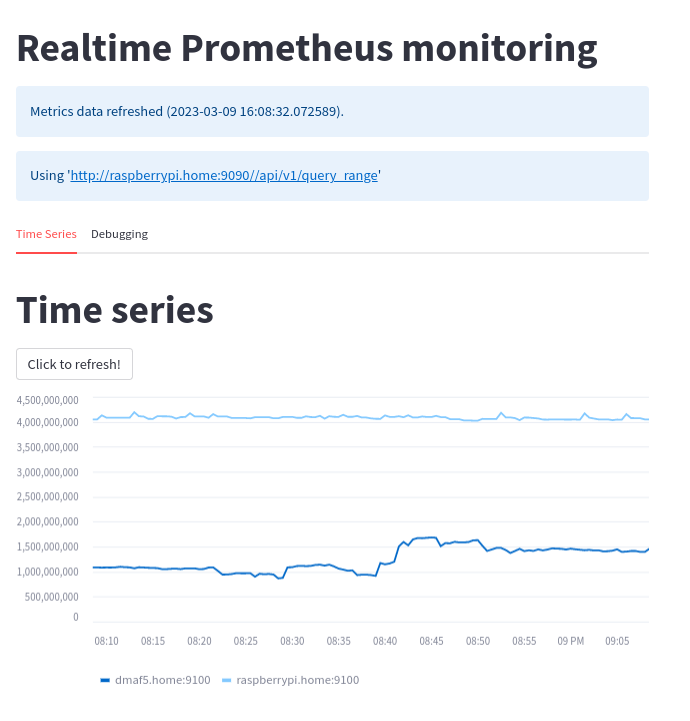 Realtime Prometheus monitoring
Metrics data refreshed (2023-03-09 16:08:32.072589).
Using 'http://raspberrypi.home:9090//api/v1/query_range'
Time Series Debugging
Time series
Click to refresh!
4,500,000,000
4,000,000,000
3,500,000,000
3,000,000,000
2,500,000,000
2,000,000,000
1,500,000,000
1,000,000,000
500,000,000
0
08:10 08:15 08:20 08:25 08:30 08:35 08:40 08:45 08:50 08:55 09 PM 09:05
dmaf5.home:9100 raspberrypi.home:9100